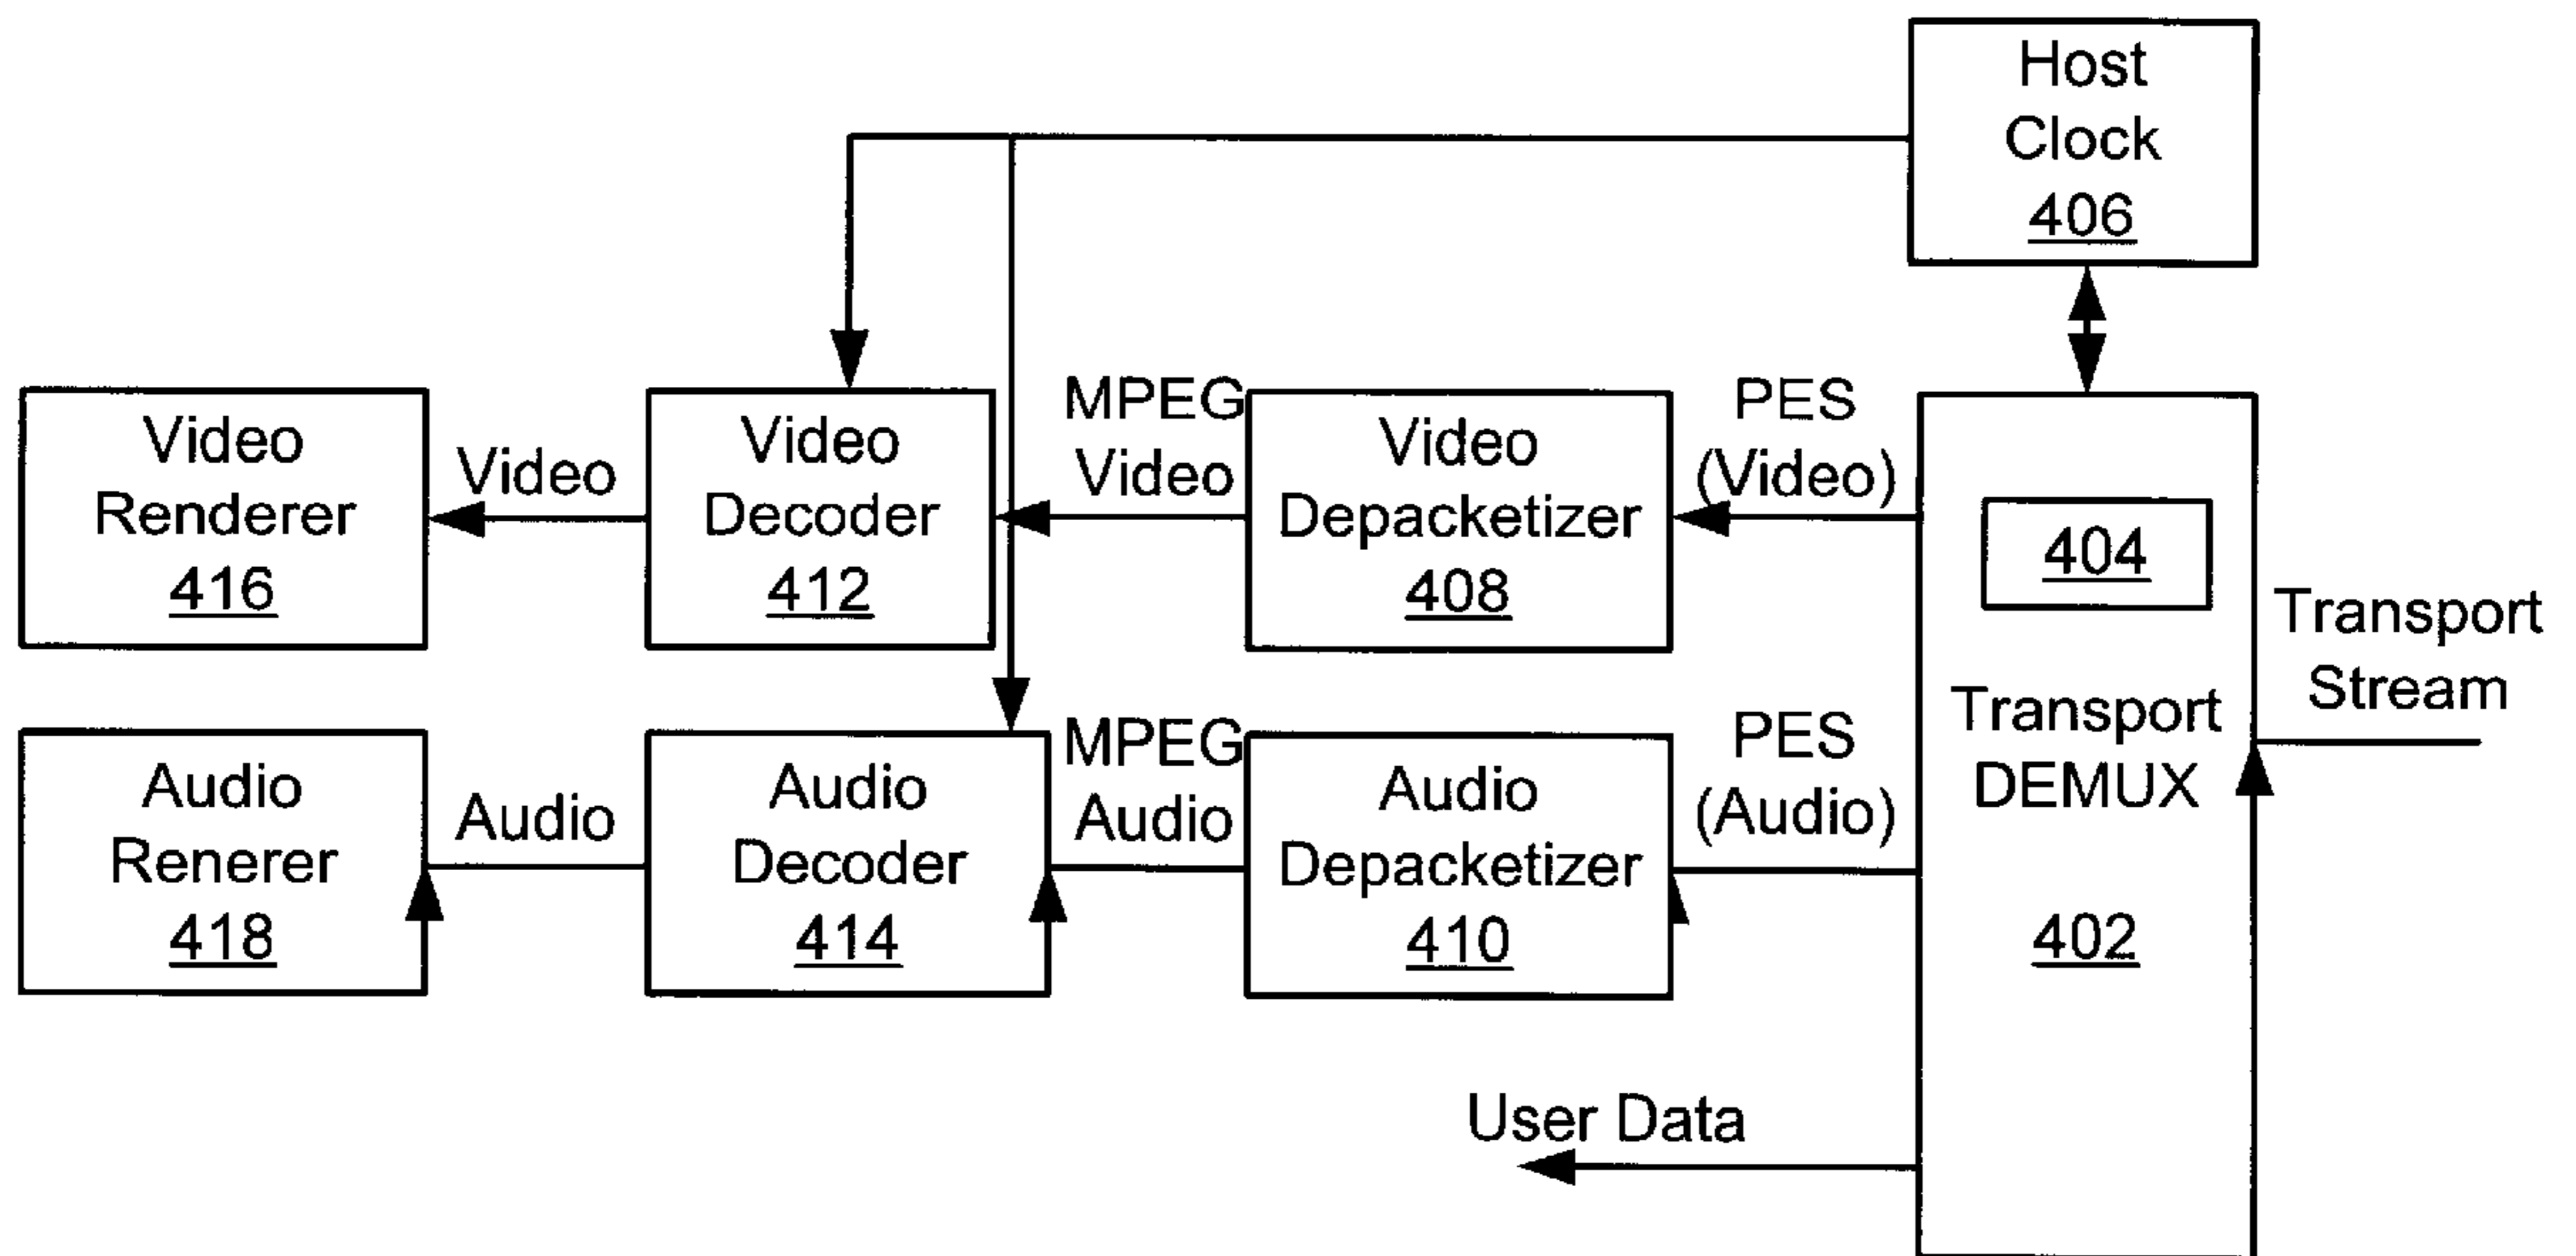 Host
Clock
406
Video
Renderer
416
Video
Video
Decoder
412
MPEG
Video
Video
Depacketizer
408
PES
(Video)
404
Transport
DEMUX
402
Transport
Stream
Audio
Renerer
418
Audio
Audio
Decoder
414
MPEG
Audio
Audio
Depacketizer
410
PES
(Audio)
User Data